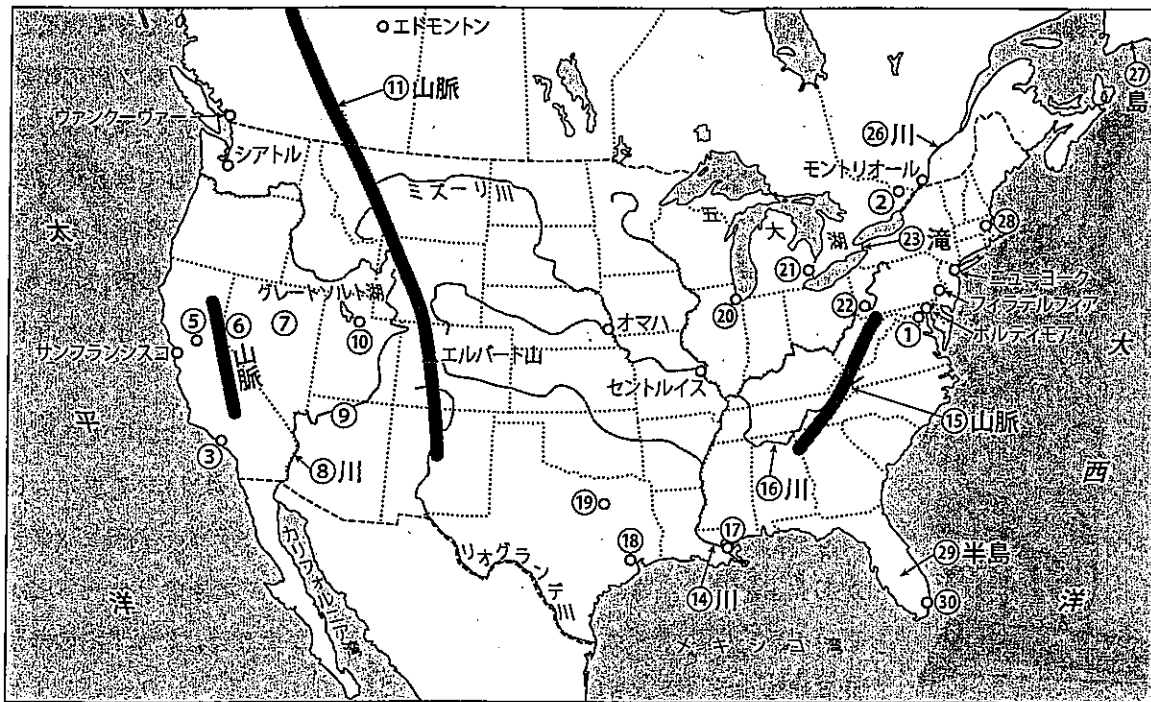 エドモントン
⑪山脈
㉗島
ヴァンクーヴァー
㉖川
シアトル
モントリオール
②
ミズーリ川
五大湖
㉓滝
㉘
太平洋
㉑
ニューヨーク
グレートソルト湖
フィラデルフィア
⑳
㉒
⑤
⑥山脈
⑦
⑩
オマハ
①
ボルティモア
サンフランシスコ
エルバート山
セントルイス
大西洋
⑨
③
⑧川
⑮山脈
⑯川
⑲
カリフォルニア湾
⑱
⑰
リオグランデ川
㉙半島
⑭川
㉚
メキシコ湾